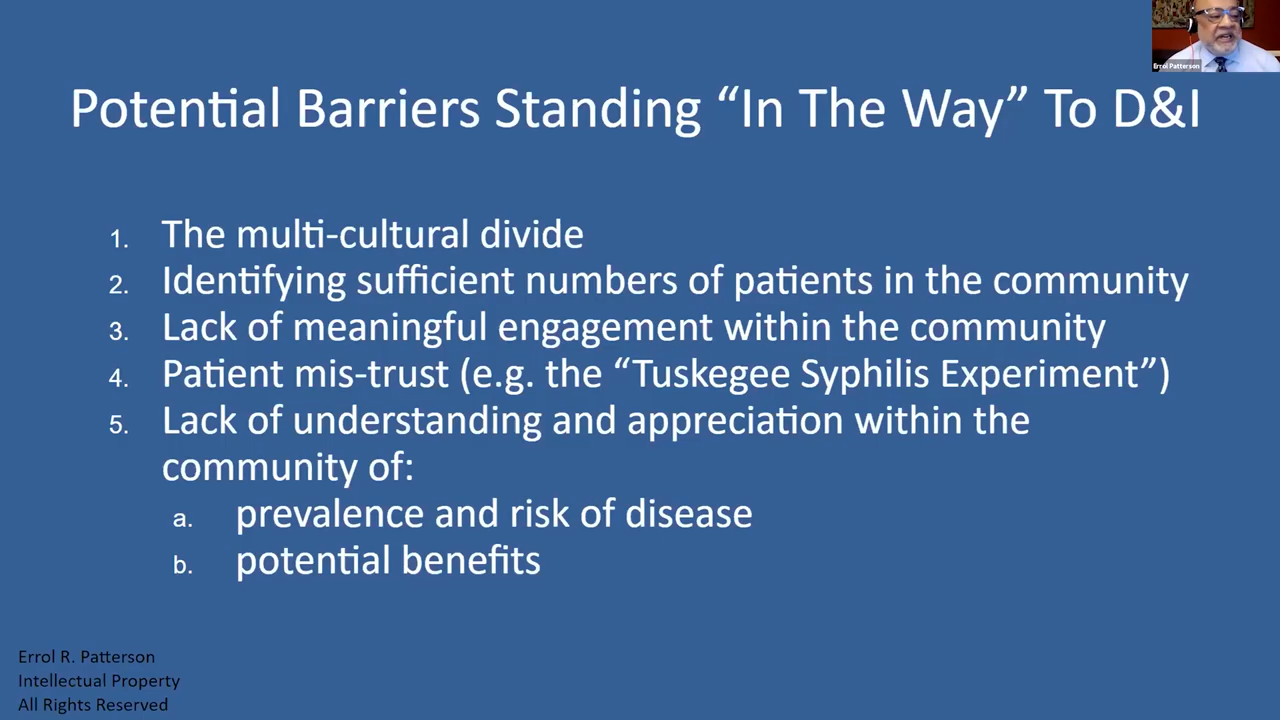 Errol Patterson
Potential Barriers Standing “In The Way” To D&I
1. The multi-cultural divide
2. Identifying sufficient numbers of patients in the community
3. Lack of meaningful engagement within the community
4. Patient mis-trust (e.g. the “Tuskegee Syphilis Experiment”)
5. Lack of understanding and appreciation within the
community of:
a. prevalence and risk of disease
b. potential benefits
Errol R. Patterson
Intellectual Property
All Rights Reserved